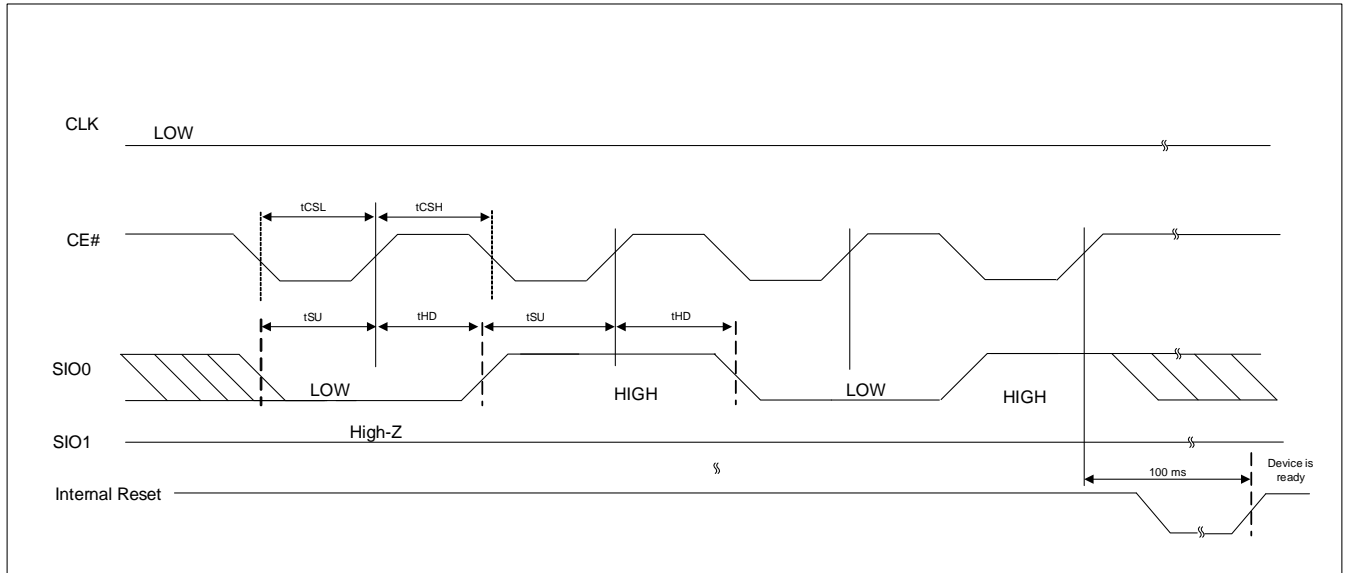 CLK
LOW
tCSL
tCSH
CE#
tSU
tHD
tSU
tHD
SIO0
LOW
HIGH
LOW
HIGH
High-Z
SIO1
100 ms
Device is
ready
Internal Reset